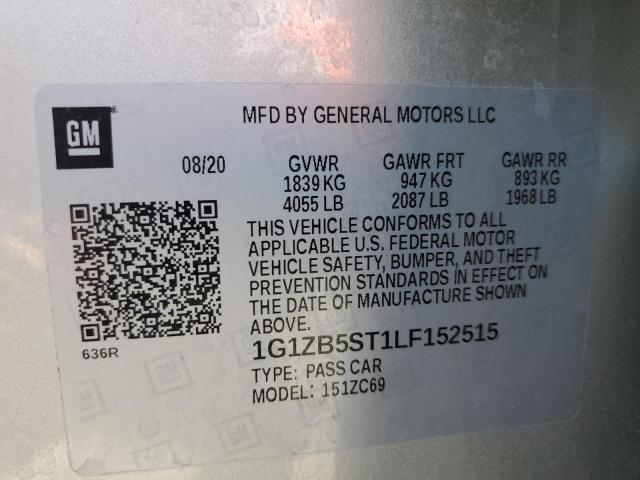 GM
MFD BY GENERAL MOTORS LLC
08/20 GVWR GAWR FRT GAWR RR
1839 KG 947 KG 893 KG
4055 LB 2087 LB 1968 LB
THIS VEHICLE CONFORMS TO ALL
APPLICABLE U.S. FEDERAL MOTOR
VEHICLE SAFETY, BUMPER, AND THEFT
PREVENTION STANDARDS IN EFFECT ON
THE DATE OF MANUFACTURE SHOWN
ABOVE.
636R
1G1ZB5ST1LF152515
TYPE: PASS CAR
MODEL: 151ZC69